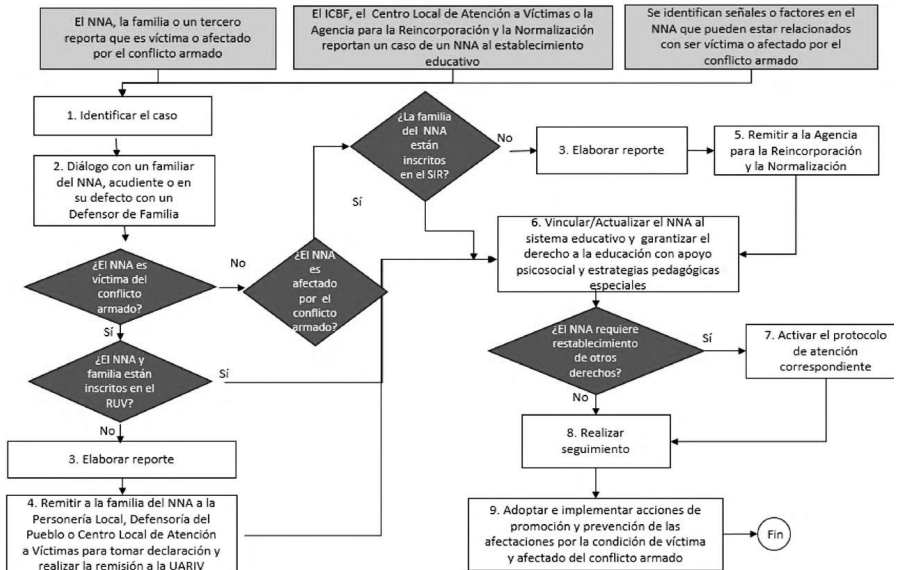 El NNA, la familia o un tercero
reporta que es víctima o afectado
por el conflicto armado
El ICBF, el  Centro Local de Atención a Víctimas o la
Agencia para la Reincorporación y la Normalización
reportan un caso de un NNA al establecimiento
educativo
Se identifican señales o factores en el
NNA que pueden estar relacionados
con ser víctima o afectado por el
conflicto armado
1. Identificar el caso
2. Diálogo con un familiar
del NNA, acudiente o en
su defecto con un
Defensor de Familia
¿El NNA es
víctima del
conflicto
armado?
No
¿El NNA
es
afectado
por  el
conflicto
armado?
Sí
¿La familia
del  NNA
están
inscritos
en el SIR?
No
3. Elaborar reporte
5. Remitir a la Agencia
para la Reincorporación
y la Normalización
Sí
¿El NNA y
familia están
inscritos en el
RUV?
Sí
No
3. Elaborar reporte
4. Remitir a la familia del NNA a la
Personería Local, Defensoría del
Pueblo o Centro Local de Atención
a Víctimas para tomar declaración y
realizar la remisión a la UARIV
6. Vincular/Actualizar el NNA al
sistema educativo y  garantizar el
derecho a la educación con apoyo
psicosocial y estrategias pedagógicas
especiales
¿El NNA requiere
restablecimiento
de otros
derechos?
Sí
7. Activar el protocolo
de atención
correspondiente
No
8. Realizar
seguimiento
9. Adoptar e implementar acciones de
promoción y prevención de las
afectaciones por la condición de víctima
y afectado del conflicto armado
Fin